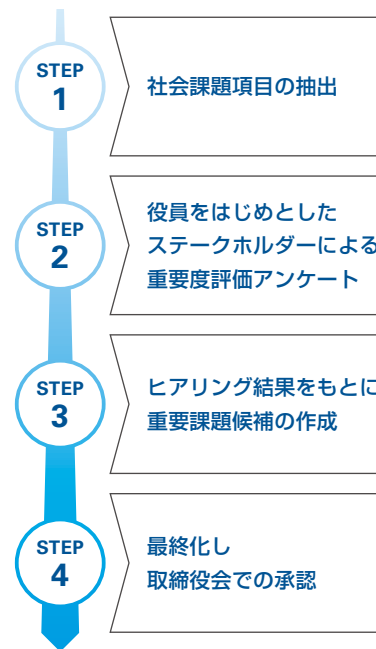 STEP
1
社会課題項目の抽出
STEP
2
役員をはじめとした
ステークホルダーによる
重要度評価アンケート
STEP
3
ヒアリング結果をもとに
重要課題候補の作成
STEP
4
最終化し
取締役会での承認